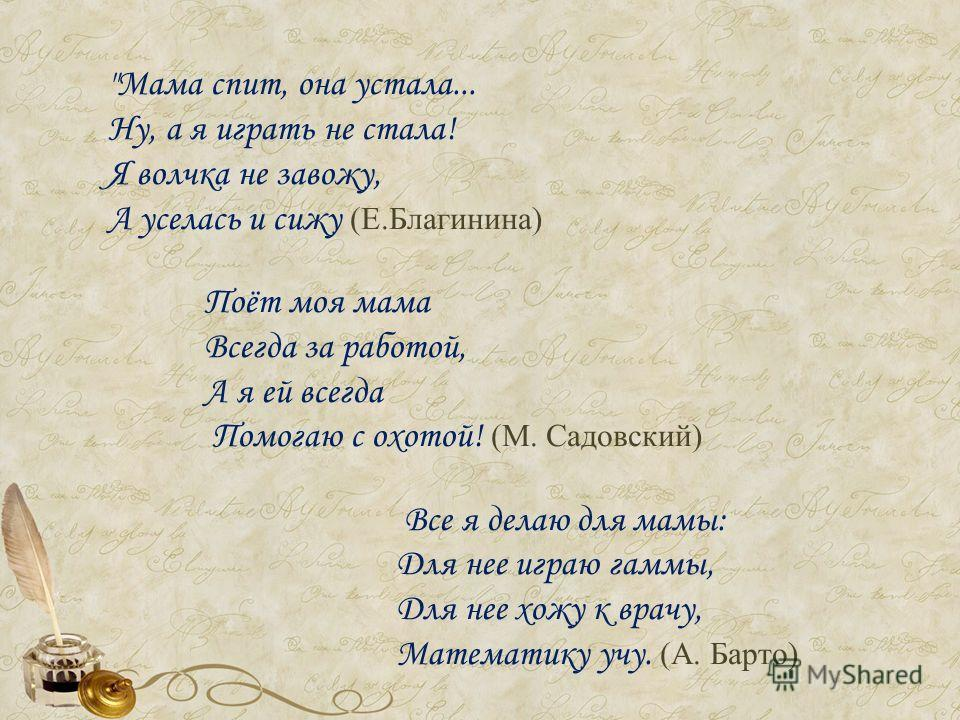 "Мама спит, она устала...
Ну, а я играть не стала!
Я волчка не завожу,
А уселась и сижу (Е.Благинина)
Поёт моя мама
Всегда за работой,
А я ей всегда
Помогаю с охотой! (М. Садовский)
Все я делаю для мамы:
Для нее играю гаммы,
Для нее хожу к врачу,
Математику учу. (А. Барто)
MyShared